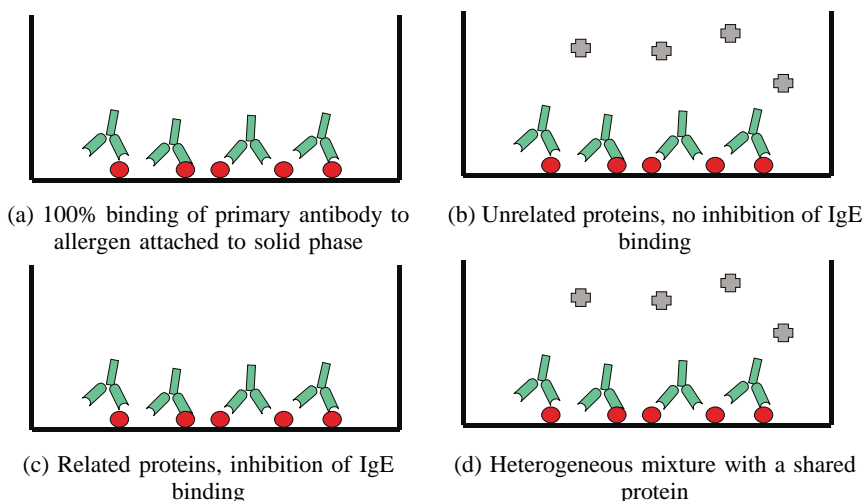 (a) 100% binding of primary antibody to
allergen attached to solid phase
(b) Unrelated proteins, no inhibition of IgE
binding
(c) Related proteins, inhibition of IgE
binding
(d) Heterogeneous mixture with a shared
protein